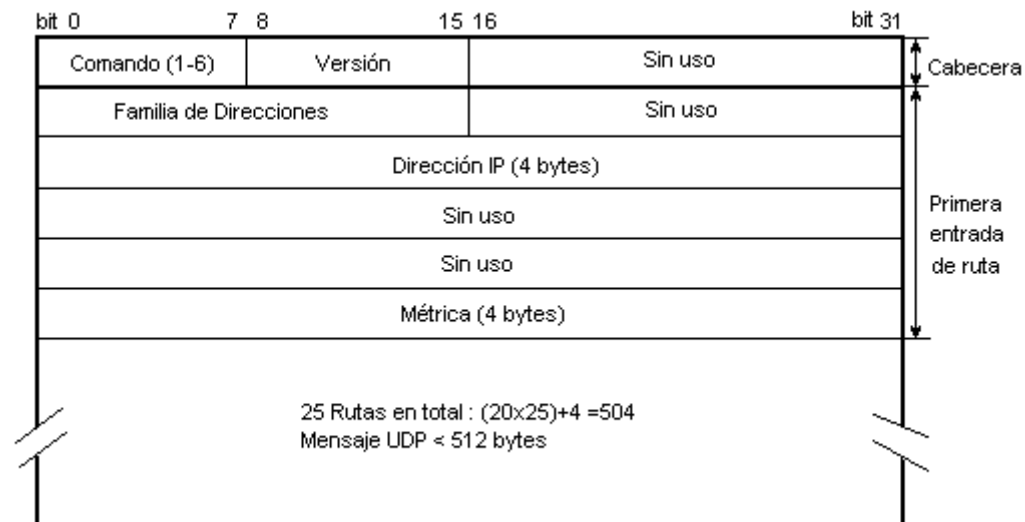 bit 0 7 8 15 16 bit 31
Comando (1-6) Versión Sin uso
Cabecera
Familia de Direcciones Sin uso
Dirección IP (4 bytes)
Sin uso
Sin uso
Métrica (4 bytes)
Primera
entrada
de ruta
25 Rutas en total : (20x25)+4 =504
Mensaje UDP < 512 bytes